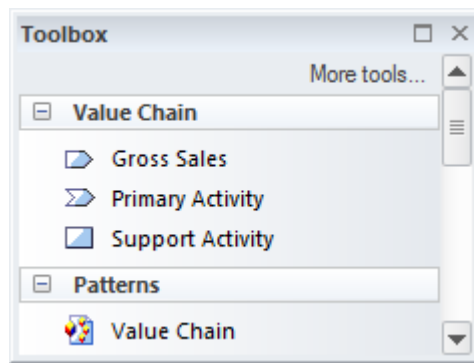 Toolbox
More tools...
Value Chain
Gross Sales
Primary Activity
Support Activity
Patterns
Value Chain